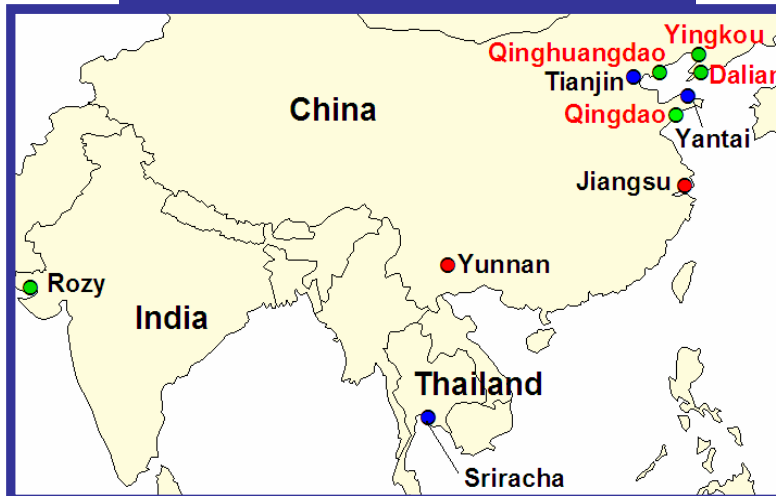 Yingkou
Qinghuangdao
Tianjin
Dalian
China
Qingdao
Yantai
Jiangsu
Yunnan
Rozy
India
Thailand
Sriracha